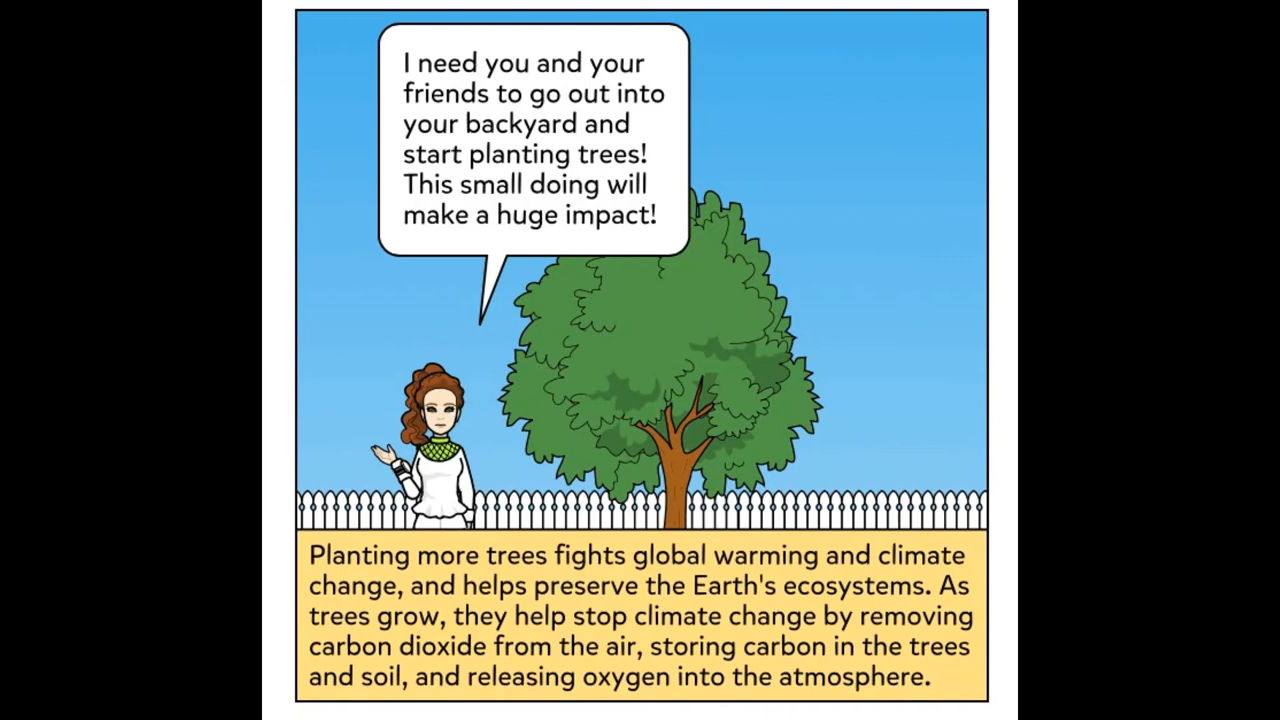 I need you and your
friends to go out into
your backyard and
start planting trees!
This small doing will
make a huge impact!
Planting more trees fights global warming and climate
change, and helps preserve the Earth's ecosystems. As
trees grow, they help stop climate change by removing
carbon dioxide from the air, storing carbon in the trees
and soil, and releasing oxygen into the atmosphere.